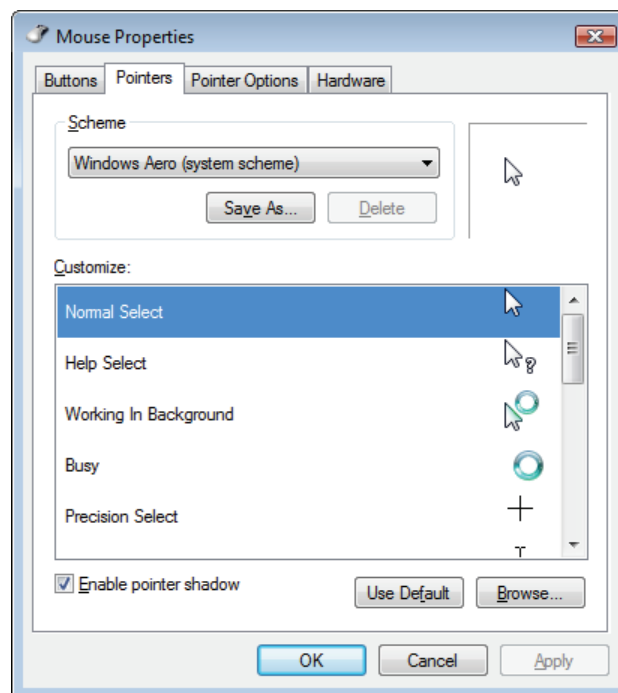 Mouse Properties
Buttons Pointers Pointer Options Hardware
Scheme
Windows Aero (system scheme)
Save As... Delete
Customize:
Normal Select
Help Select
Working In Background
Busy
Precision Select
Enable pointer shadow
Use Default Browse...
OK Cancel Apply